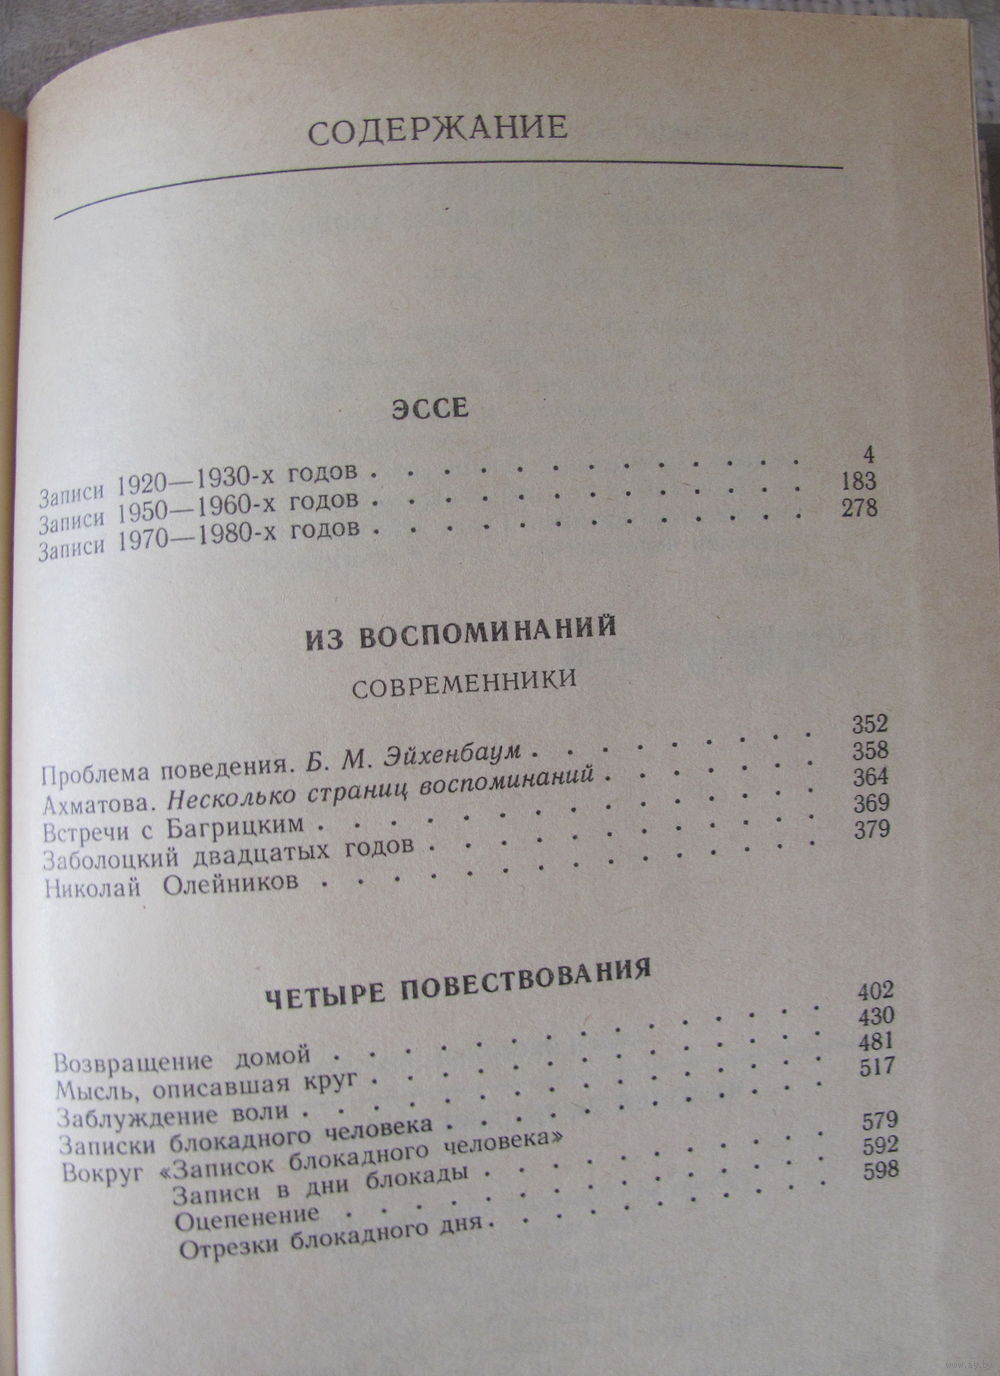 СОДЕРЖАНИЕ
ЭССЕ
Записи 1920—1930-х годов . . . . . . . . . . . . . 4
Записи 1950—1960-х годов . . . . . . . . . . . . . 183
Записи 1970—1980-х годов . . . . . . . . . . . . . 278
ИЗ ВОСПОМИНАНИЙ
СОВРЕМЕННИКИ
Проблема поведения. Б. М. Эйхенбаум . . . . . . . . . 352
Ахматова. Несколько страниц воспоминаний . . . . . . . 358
Встречи с Багрицким . . . . . . . . . . . . . . 364
Заболоцкий двадцатых годов . . . . . . . . . . . 369
Николай Олейников . . . . . . . . . . . . . . 379
ЧЕТЫРЕ ПОВЕСТВОВАНИЯ
Возвращение домой . . . . . . . . . . . . . . 402
Мысль, описавшая круг . . . . . . . . . . . . . 430
Заблуждение воли . . . . . . . . . . . . . . . 481
Записки блокадного человека . . . . . . . . . . . 517
Вокруг «Записок блокадного человека»
Записи в дни блокады . . . . . . . . . . 579
Оцепенение . . . . . . . . . . . . . . 592
Отрезки блокадного дня . . . . . . . . . . 598
www.ay.by